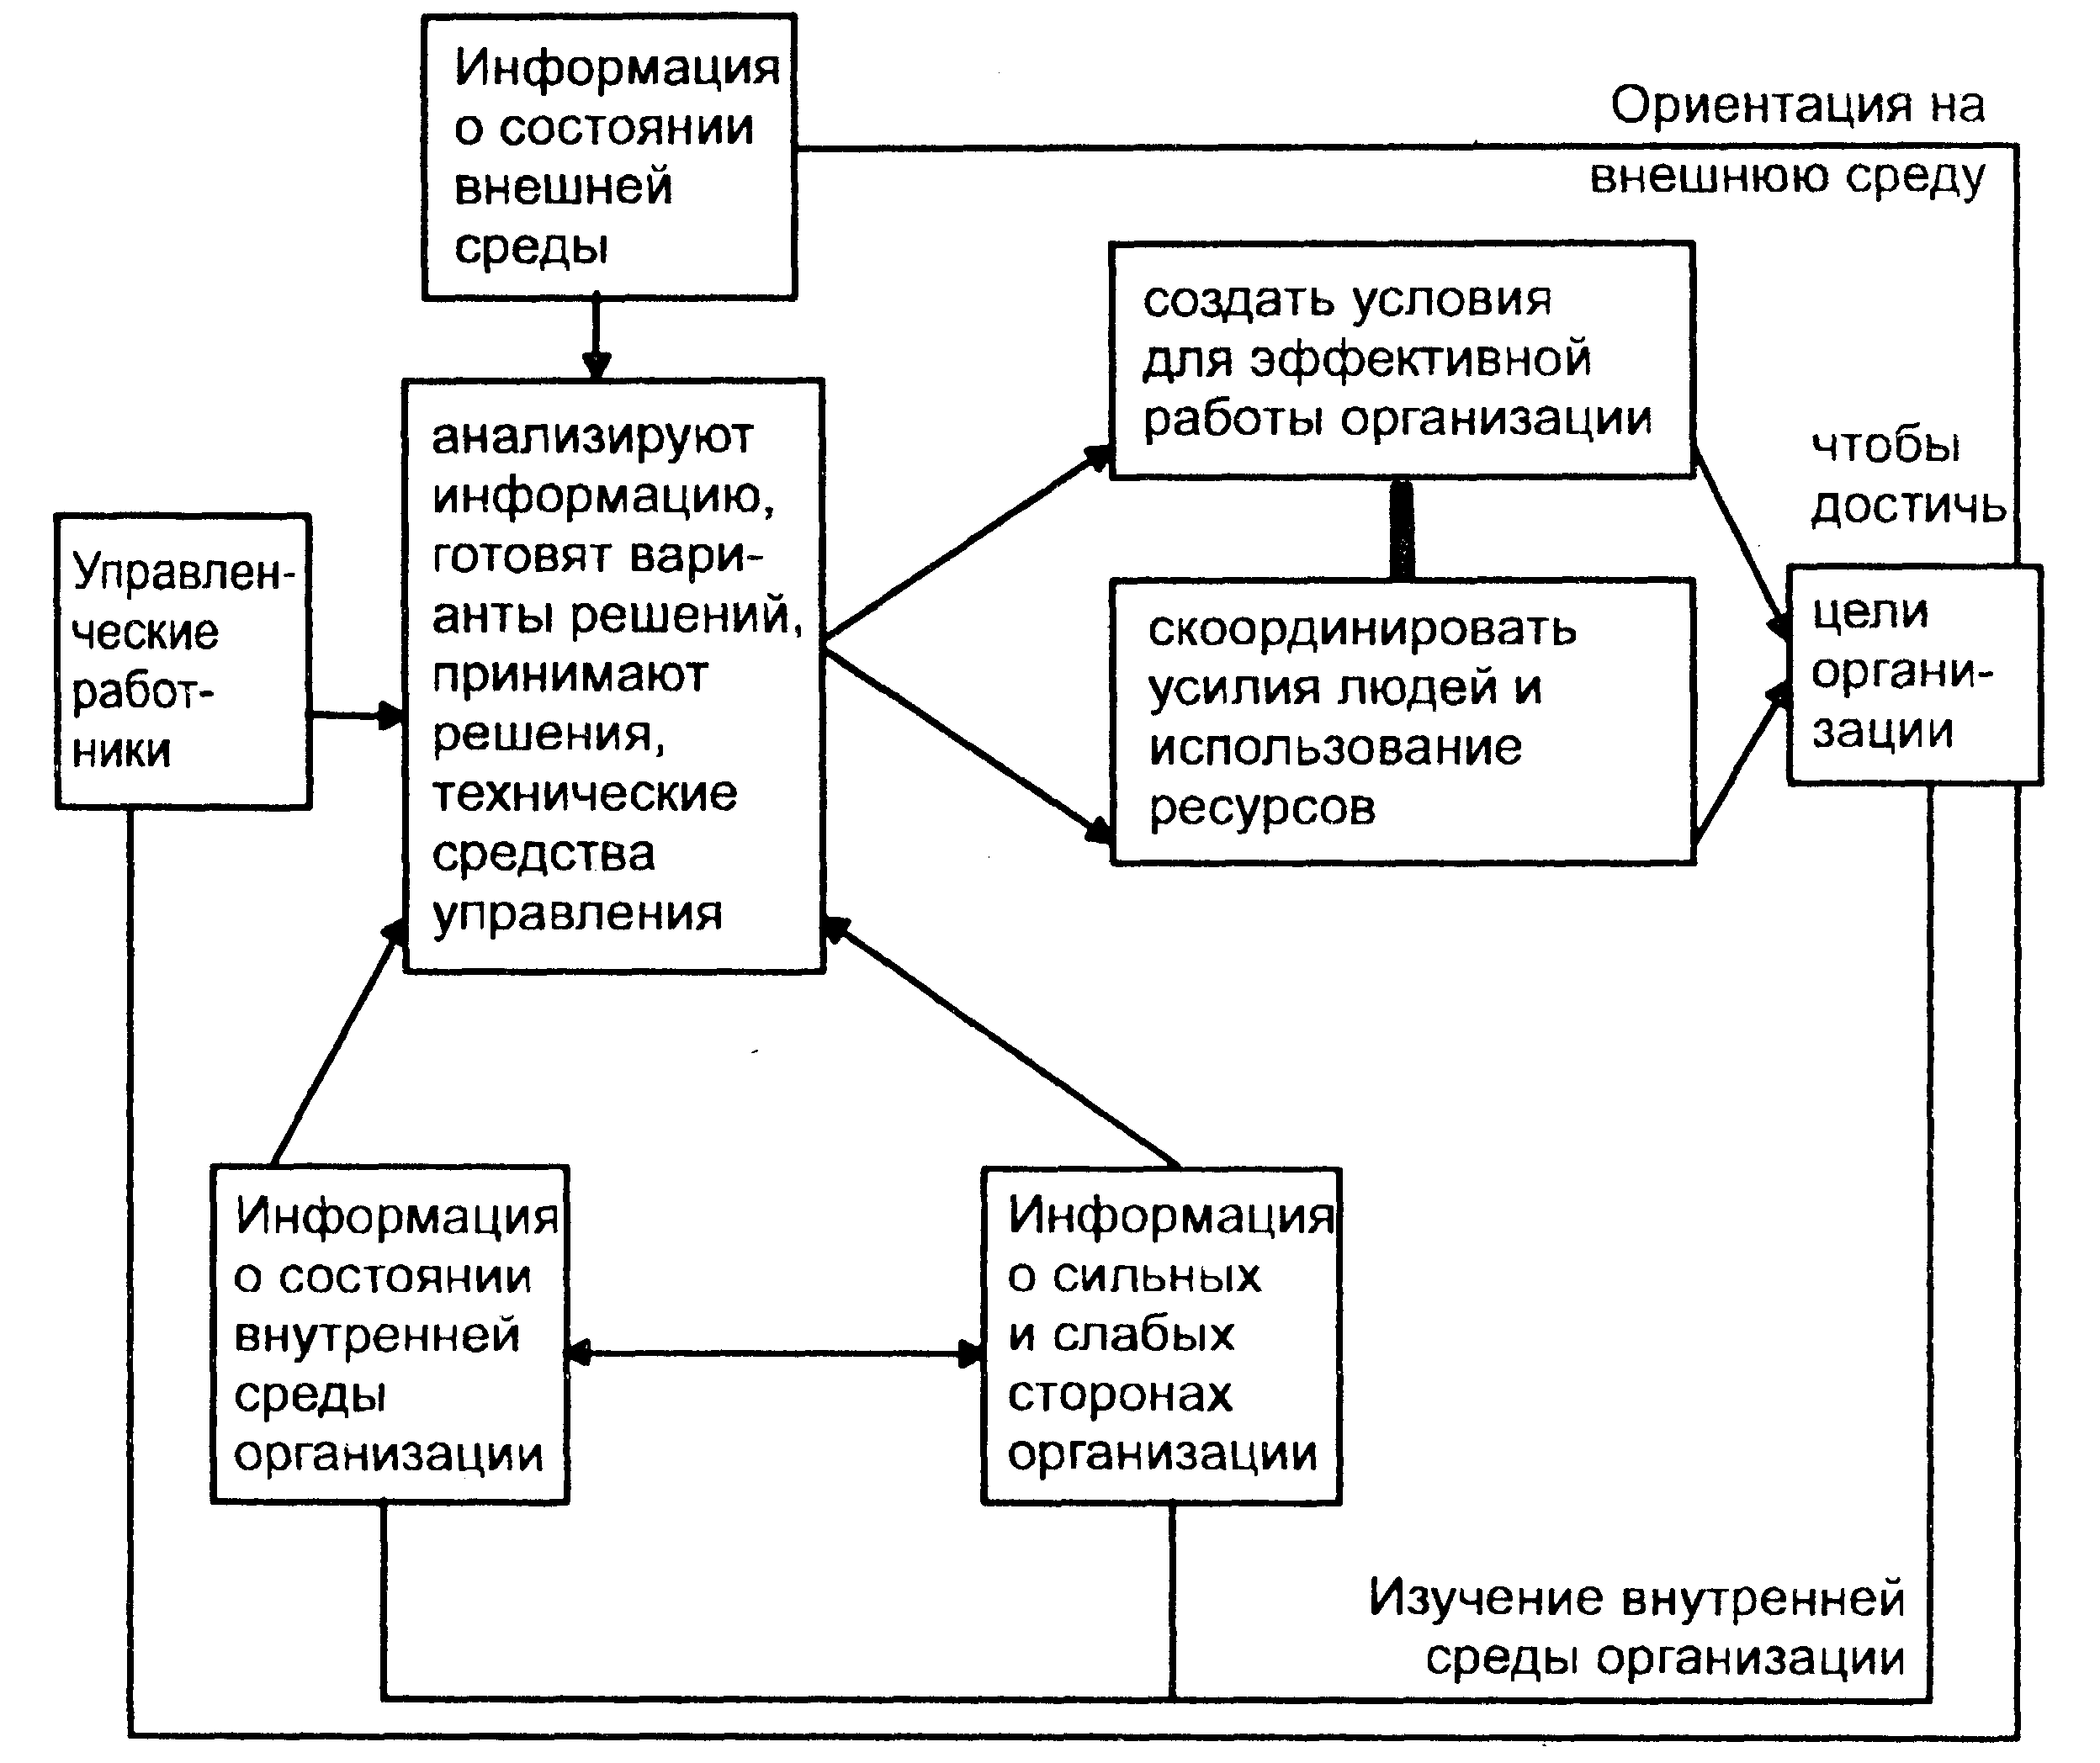 Информация
о состоянии
внешней
среды
Ориентация на
внешнюю среду
создать условия
для эффективной
работы организации
чтобы
достичь
анализируют
информацию,
готовят вари-
анты решений,
принимают
решения,
технические
средства
управления
Управлен-
ческие
работ-
ники
скоординировать
усилия людей и
использование
ресурсов
цели
органи-
зации
Информация
о состоянии
внутренней
среды
организации
Информация
о сильных
и слабых
сторонах
организации
Изучение внутренней
среды организации